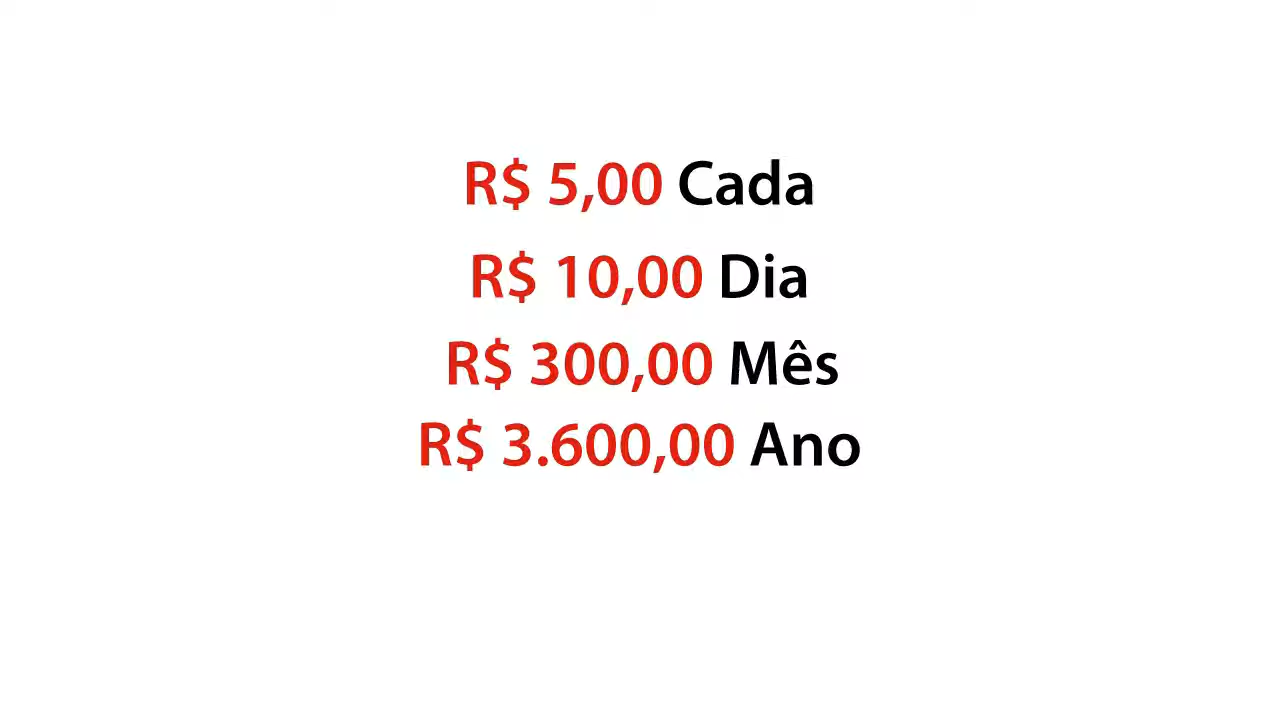 R$ 5,00 Cada
R$ 10,00 Dia
R$ 300,00 Mês
R$ 3.600,00 Ano